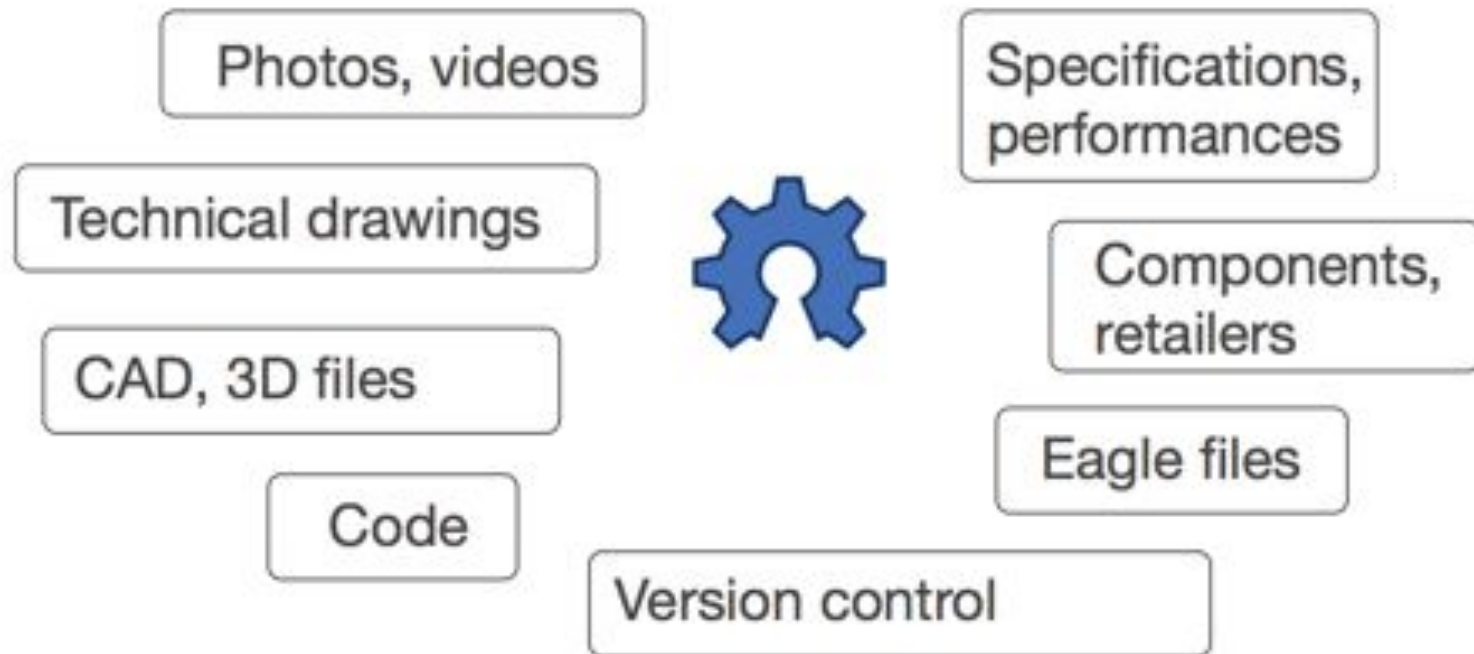 Photos, videos
Technical drawings
CAD, 3D files
Code
Version control
Specifications,
performances
Components,
retailers
Eagle files